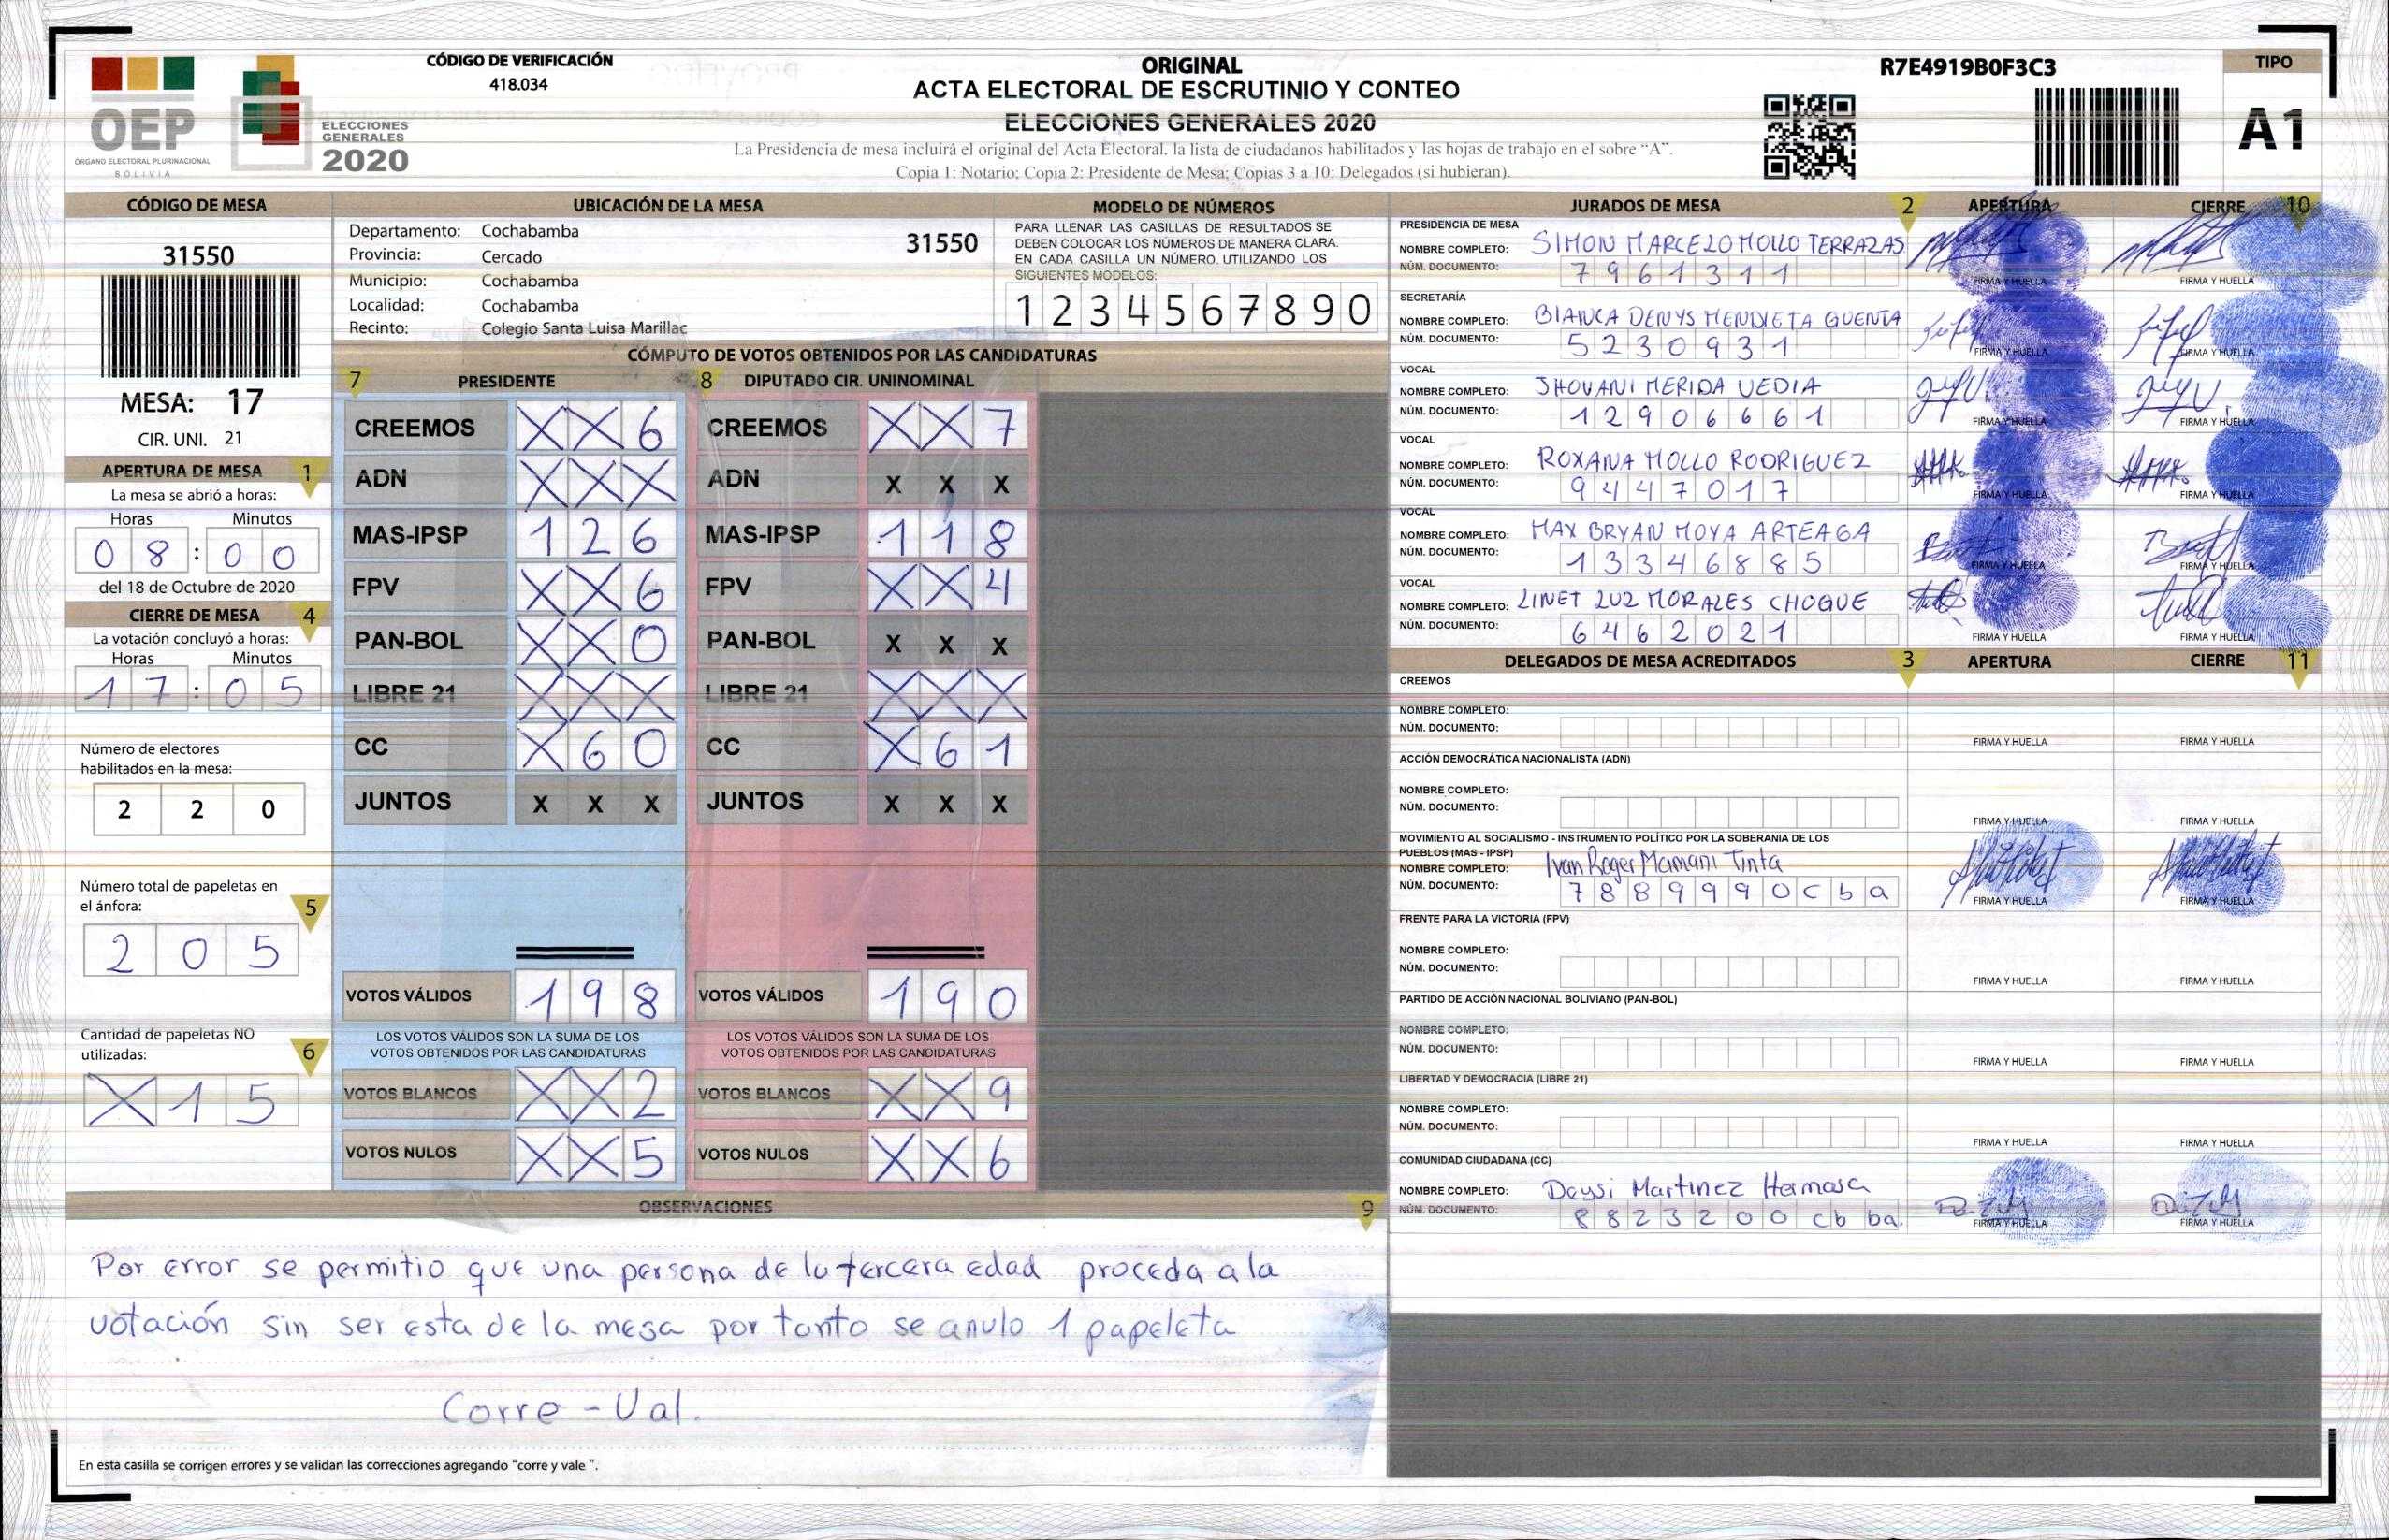 CÓDIGO DE VERIFICACIÓN
418.034
ORIGINAL
ACTA ELECTORAL DE ESCRUTINIO Y CONTEO
ELECCIONES GENERALES 2020
La Presidencia de mesa incluirá el original del Acta Electoral, la lista de ciudadanos habilitados y las hojas de trabajo en el sobre "A".
Copia 1: Notario; Copia 2: Presidente de Mesa; Copias 3 a 10: Delegados (si hubieran).
R7E4919B0F3C3
TIPO
A1
OEP
ÓRGANO ELECTORAL PLURINACIONAL
BOLIVIA
ELECCIONES
GENERALES
2020
CÓDIGO DE MESA
31550
MESA: 17
CIR. UNI. 21
APERTURA DE MESA 1
La mesa se abrió a horas:
Horas Minutos
0 8 : 0 0
del 18 de Octubre de 2020
CIERRE DE MESA 4
La votación concluyó a horas:
Horas Minutos
1 7 : 0 5
Número de electores
habilitados en la mesa:
2 2 0
Número total de papeletas en
el ánfora: 5
2 0 5
Cantidad de papeletas NO
utilizadas: 6
X 1 5
UBICACIÓN DE LA MESA
Departamento: Cochabamba
31550
Provincia: Cercado
Municipio: Cochabamba
Localidad: Cochabamba
Recinto: Colegio Santa Luisa Marillac
MODELO DE NÚMEROS
PARA LLENAR LAS CASILLAS DE RESULTADOS SE
DEBEN COLOCAR LOS NÚMEROS DE MANERA CLARA.
EN CADA CASILLA UN NÚMERO, UTILIZANDO LOS
SIGUIENTES MODELOS:
1 2 3 4 5 6 7 8 9 0
CÓMPUTO DE VOTOS OBTENIDOS POR LAS CANDIDATURAS
7 PRESIDENTE
CREEMOS X X 6
ADN X X X
MAS-IPSP 1 2 6
FPV X X 6
PAN-BOL X X 0
LIBRE 21 X X X
CC X 6 0
JUNTOS X X X
VOTOS VÁLIDOS 1 9 8
LOS VOTOS VÁLIDOS SON LA SUMA DE LOS
VOTOS OBTENIDOS POR LAS CANDIDATURAS
VOTOS BLANCOS X X 2
VOTOS NULOS X X 5
8 DIPUTADO CIR. UNINOMINAL
CREEMOS X X 7
ADN X X X
MAS-IPSP 1 1 8
FPV X X 4
PAN-BOL X X X
LIBRE 21 X X X
CC X 6 1
JUNTOS X X X
VOTOS VÁLIDOS 1 9 0
LOS VOTOS VÁLIDOS SON LA SUMA DE LOS
VOTOS OBTENIDOS POR LAS CANDIDATURAS
VOTOS BLANCOS X X 9
VOTOS NULOS X X 6
OBSERVACIONES 9
Por error se permitio que una persona de la tercera edad proceda a la
votación sin ser esta de la mesa por tanto se anulo 1 papeleta
Corre - Val.
En esta casilla se corrigen errores y se validan las correcciones agregando "corre y vale ".
JURADOS DE MESA 2 APERTURA CIERRE 10
PRESIDENCIA DE MESA
NOMBRE COMPLETO: SIMON MARCELO MOLLO TERRAZAS
NÚM. DOCUMENTO: 7961311
FIRMA Y HUELLA FIRMA Y HUELLA
SECRETARÍA
NOMBRE COMPLETO: BIANCA DENYS MENDIETA QUENTA
NÚM. DOCUMENTO: 5230931
FIRMA Y HUELLA FIRMA Y HUELLA
VOCAL
NOMBRE COMPLETO: JHOVANI MERIDA VEDIA
NÚM. DOCUMENTO: 12906661
FIRMA Y HUELLA FIRMA Y HUELLA
VOCAL
NOMBRE COMPLETO: ROXANA MOLLO RODRIGUEZ
NÚM. DOCUMENTO: 9447017
FIRMA Y HUELLA FIRMA Y HUELLA
VOCAL
NOMBRE COMPLETO: MAX BRYAN MOYA ARTEAGA
NÚM. DOCUMENTO: 13346885
FIRMA Y HUELLA FIRMA Y HUELLA
VOCAL
NOMBRE COMPLETO: LINET LUZ MORALES CHOQUE
NÚM. DOCUMENTO: 6462021
FIRMA Y HUELLA FIRMA Y HUELLA
DELEGADOS DE MESA ACREDITADOS 3 APERTURA CIERRE 11
CREEMOS
NOMBRE COMPLETO:
NÚM. DOCUMENTO:
FIRMA Y HUELLA FIRMA Y HUELLA
ACCIÓN DEMOCRÁTICA NACIONALISTA (ADN)
NOMBRE COMPLETO:
NÚM. DOCUMENTO:
FIRMA Y HUELLA FIRMA Y HUELLA
MOVIMIENTO AL SOCIALISMO - INSTRUMENTO POLÍTICO POR LA SOBERANIA DE LOS
PUEBLOS (MAS - IPSP)
NOMBRE COMPLETO: Ivan Roger Mamani Tinta
NÚM. DOCUMENTO: 7889990cba
FIRMA Y HUELLA FIRMA Y HUELLA
FRENTE PARA LA VICTORIA (FPV)
NOMBRE COMPLETO:
NÚM. DOCUMENTO:
FIRMA Y HUELLA FIRMA Y HUELLA
PARTIDO DE ACCIÓN NACIONAL BOLIVIANO (PAN-BOL)
NOMBRE COMPLETO:
NÚM. DOCUMENTO:
FIRMA Y HUELLA FIRMA Y HUELLA
LIBERTAD Y DEMOCRACIA (LIBRE 21)
NOMBRE COMPLETO:
NÚM. DOCUMENTO:
FIRMA Y HUELLA FIRMA Y HUELLA
COMUNIDAD CIUDADANA (CC)
NOMBRE COMPLETO: Deysi Martinez Hermosa
NÚM. DOCUMENTO: 8823200 cb ba.
FIRMA Y HUELLA FIRMA Y HUELLA